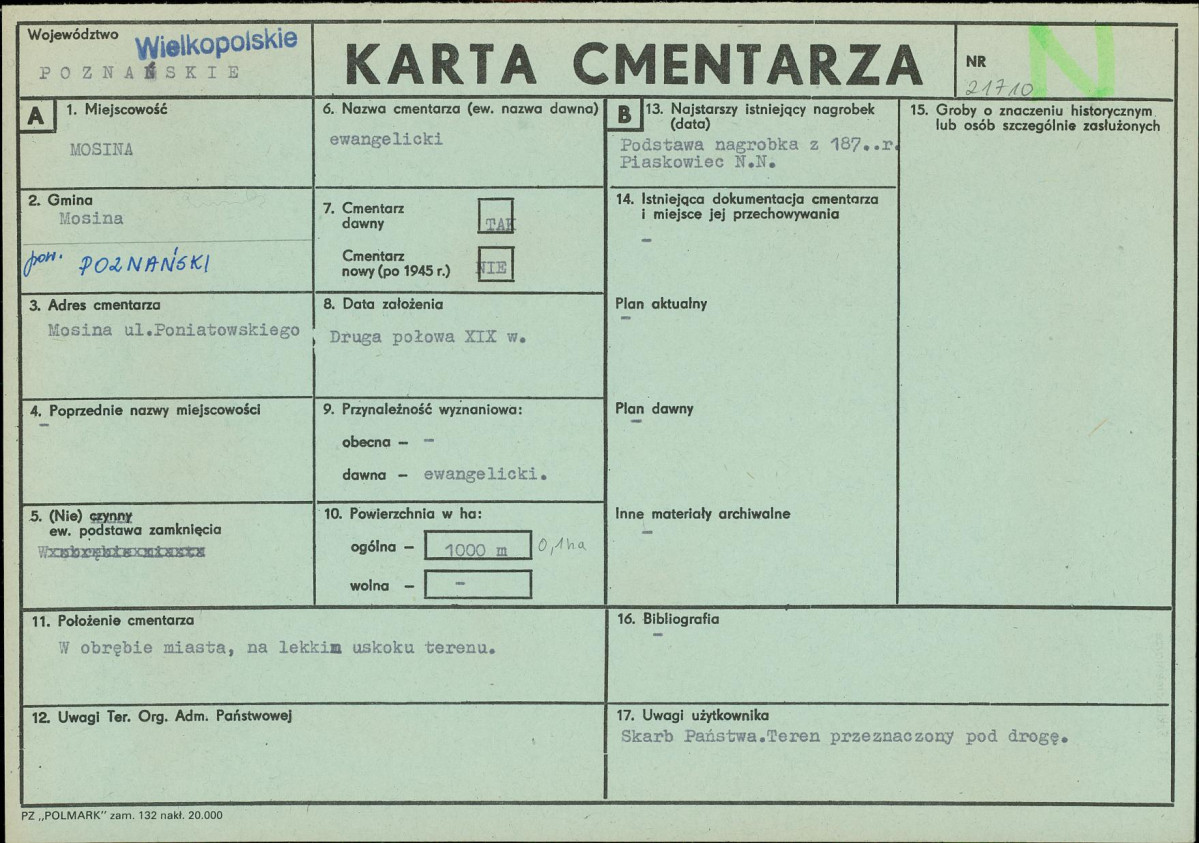 Województwo
Wielkopolskie
POZNAŃSKIE
KARTA CMENTARZA
NR
N
21710
A
1. Miejscowość
MOSINA
2. Gmina
Mosina
pow. POZNAŃSKI
3. Adres cmentarza
Mosina ul.Poniatowskiego
4. Poprzednie nazwy miejscowości
–
5. (Nie) czynny
ew. podstawa zamknięcia
W obrębie miasta
6. Nazwa cmentarza (ew. nazwa dawna)
ewangelicki
7. Cmentarz
dawny
TAK
Cmentarz
nowy (po 1945 r.)
NIE
8. Data założenia
Druga połowa XIX w.
9. Przynależność wyznaniowa:
obecna – –
dawna – ewangelicki.
10. Powierzchnia w ha:
ogólna – 1000 m 0,1 ha
wolna – –
11. Położenie cmentarza
W obrębie miasta, na lekkim uskoku terenu.
12. Uwagi Ter. Org. Adm. Państwowej
B
13. Najstarszy istniejący nagrobek
(data)
Podstawa nagrobka z 187..r.
Piaskowiec N.N.
14. Istniejąca dokumentacja cmentarza
i miejsce jej przechowywania
–
Plan aktualny
–
Plan dawny
–
Inne materiały archiwalne
–
15. Groby o znaczeniu historycznym
lub osób szczególnie zasłużonych
16. Bibliografia
–
17. Uwagi użytkownika
Skarb Państwa.Teren przeznaczony pod drogę.
PZ „POLMARK” zam. 132 nakł. 20.000